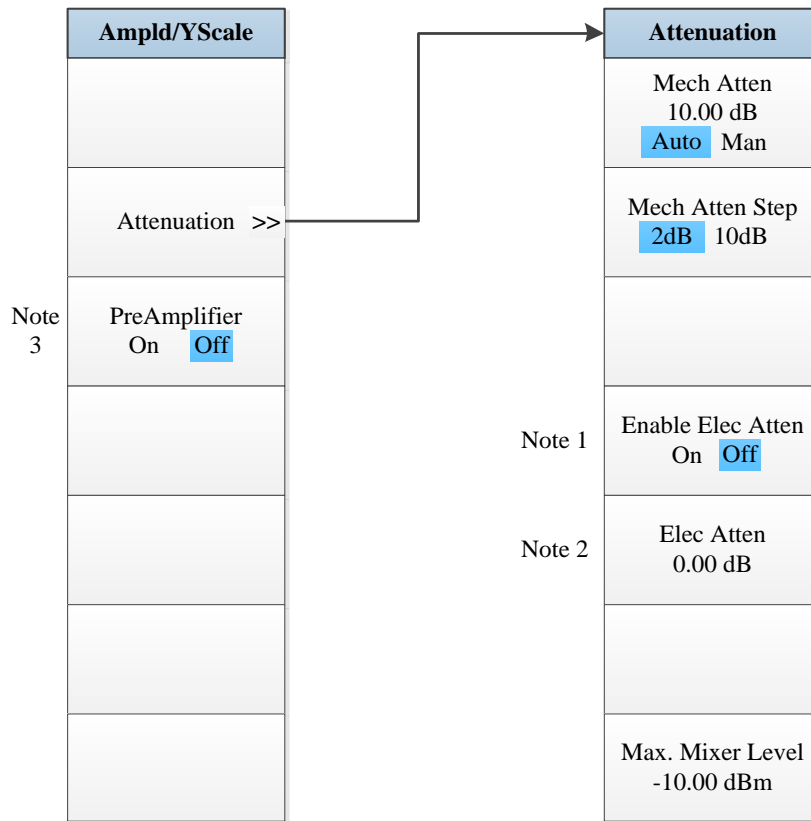 Ampld/YScale
Attenuation >>
Note
3
PreAmplifier
On Off
Attenuation
Mech Atten
10.00 dB
Auto Man
Mech Atten Step
2dB 10dB
Note 1
Enable Elec Atten
On Off
Note 2
Elec Atten
0.00 dB
Max. Mixer Level
-10.00 dBm